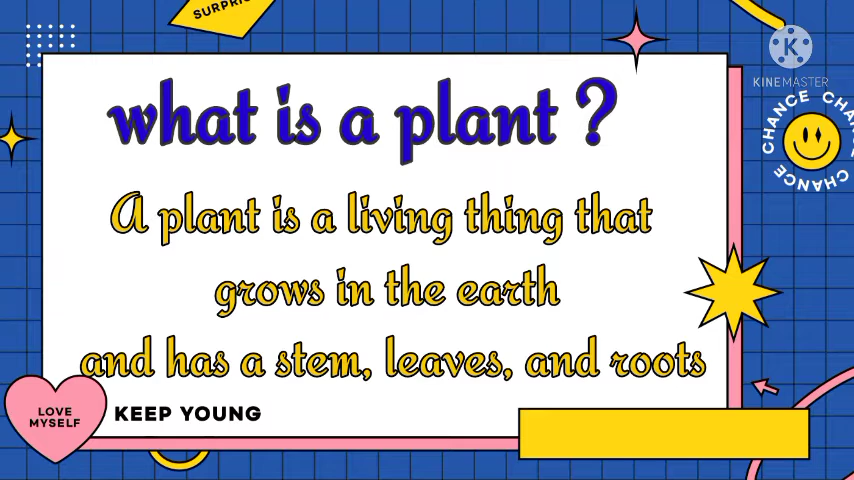 SURPRIS
KINEMASTER
what is a plant ?
CHANCE CHAN CHANCE
A plant is a living thing that
grows in the earth
and has a stem, leaves, and roots
LOVE
MYSELF
KEEP YOUNG